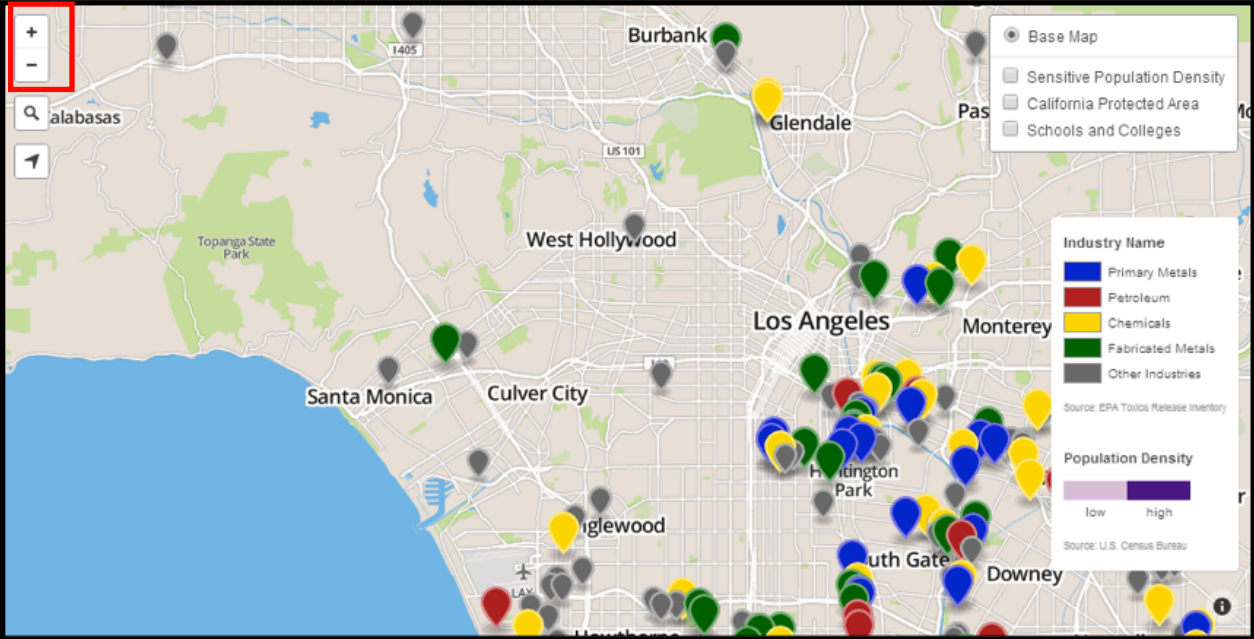 +
−
I405
Burbank
Base Map
Sensitive Population Density
California Protected Area
Schools and Colleges
alabasas
Pas
Glendale
US 101
West Hollywood
Topanga State
Park
Industry Name
Primary Metals
Petroleum
Chemicals
Fabricated Metals
Other Industries
Source: EPA Toxics Release Inventory
Los Angeles
Monterey
Santa Monica
Culver City
Population Density
low high
Source: U.S. Census Bureau
Huntington
Park
nglewood
uth Gate
Downey
LAX
Hawthorne